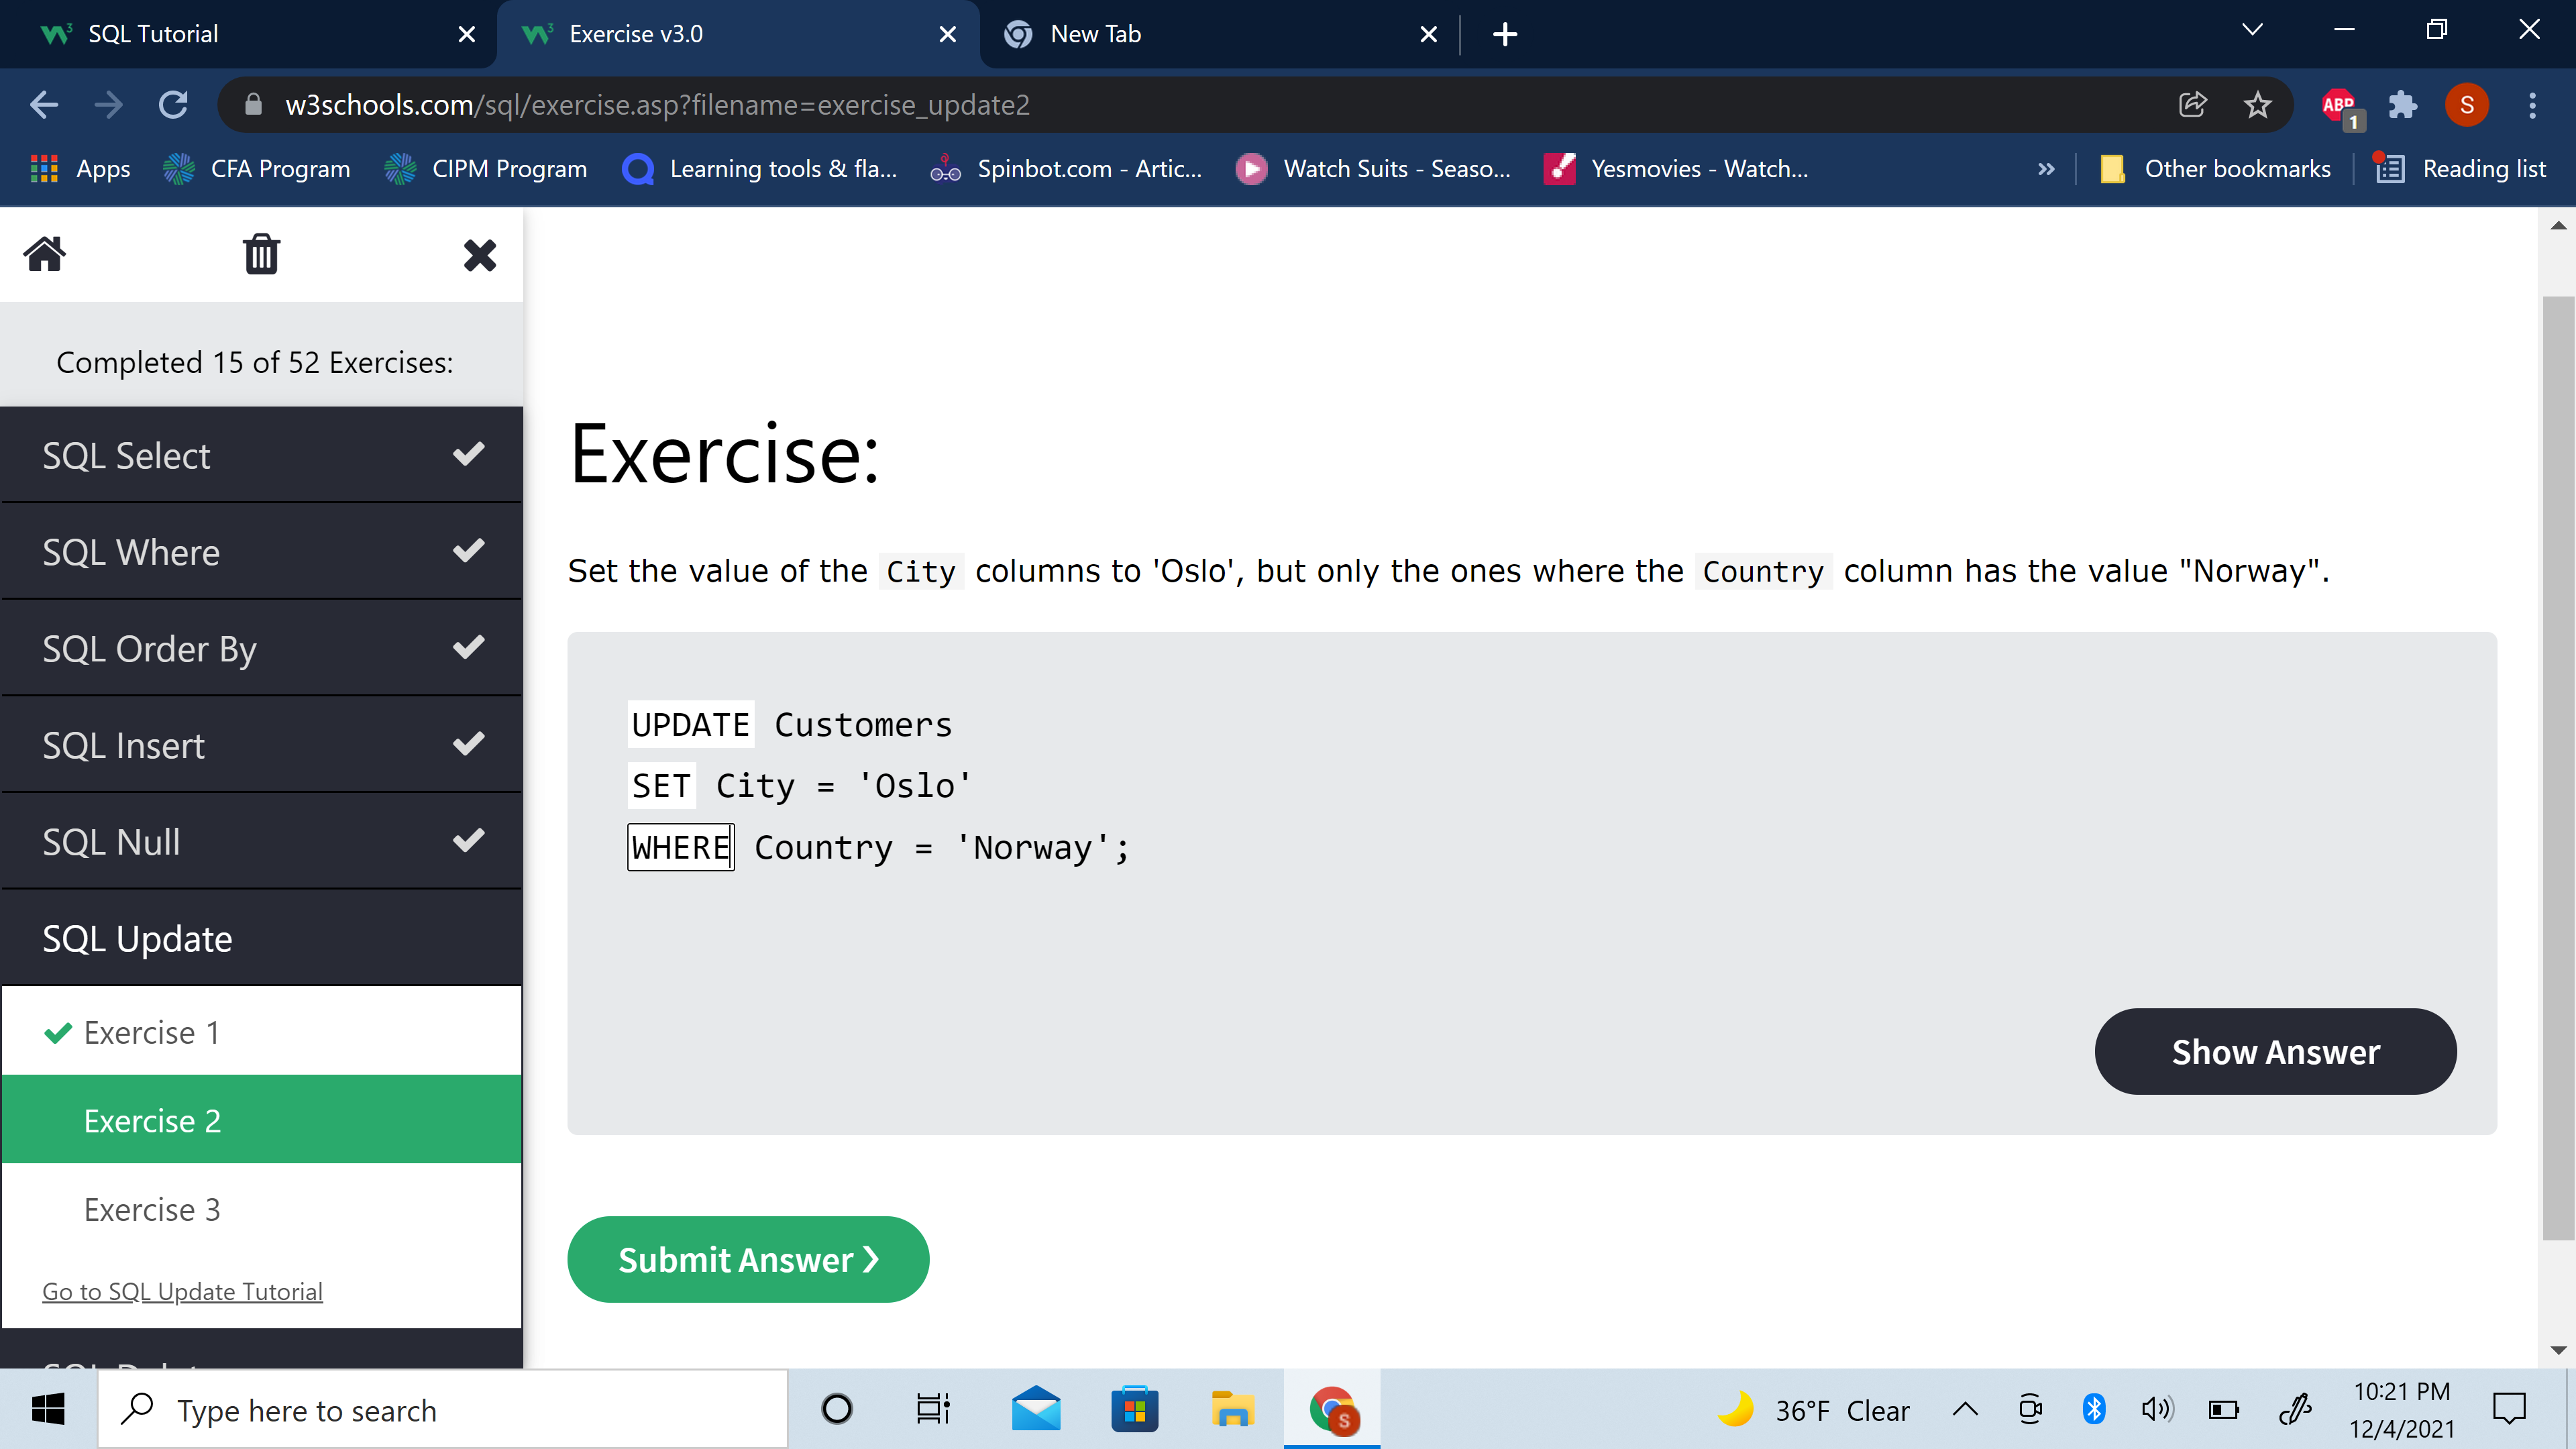 SQL Tutorial
Exercise v3.0
New Tab
w3schools.com/sql/exercise.asp?filename=exercise_update2
ABP
1
S
Apps
CFA Program
CIPM Program
Learning tools & fla...
Spinbot.com - Artic...
Watch Suits - Seaso...
Yesmovies - Watch...
»
Other bookmarks
Reading list
Completed 15 of 52 Exercises:
SQL Select
SQL Where
SQL Order By
SQL Insert
SQL Null
SQL Update
Exercise 1
Exercise 2
Exercise 3
Go to SQL Update Tutorial
Exercise:
Set the value of the City columns to 'Oslo', but only the ones where the Country column has the value "Norway".
UPDATE Customers
SET City = 'Oslo'
WHERE Country = 'Norway';
Show Answer
Submit Answer ❯
Type here to search
S
36°F Clear
10:21 PM
12/4/2021